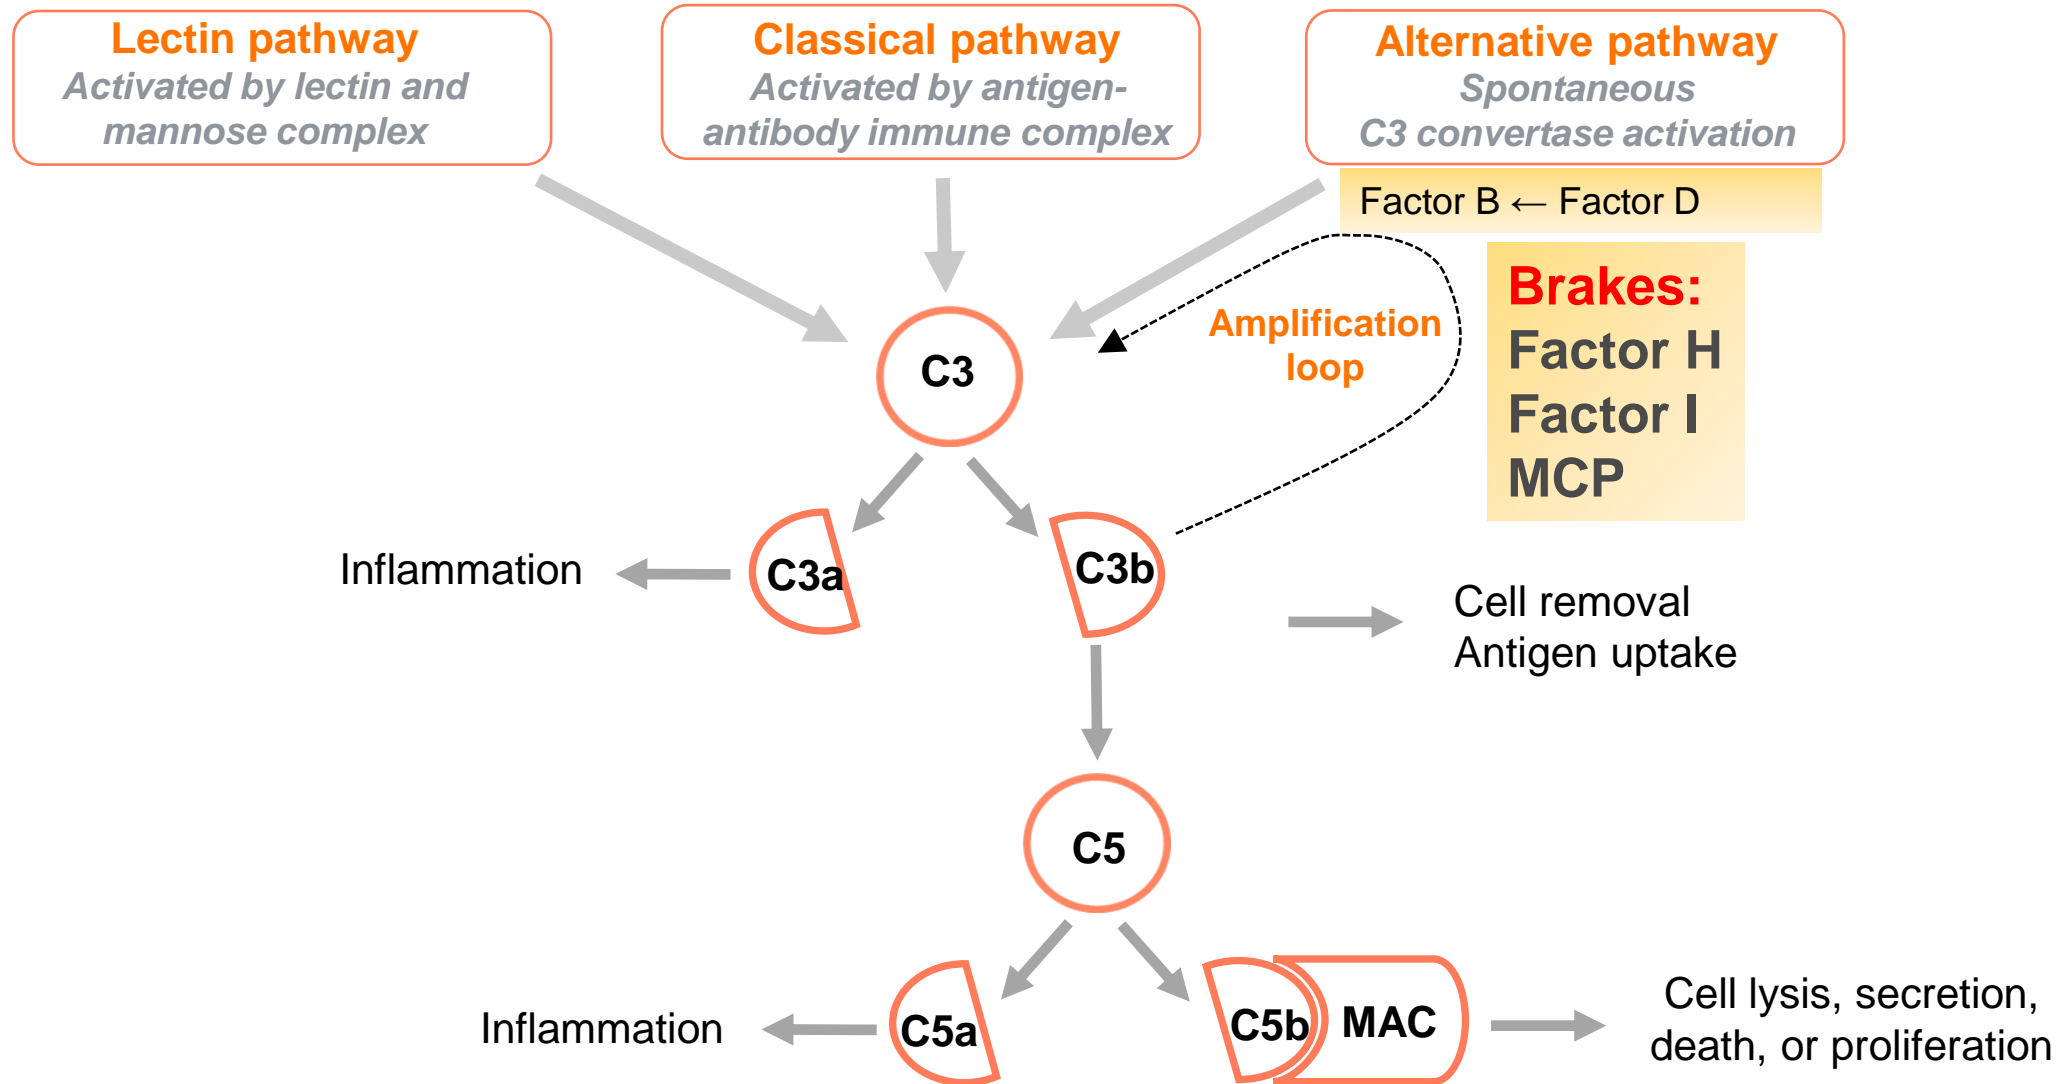 Lectin pathway
Activated by lectin and
mannose complex
Classical pathway
Activated by antigen-
antibody immune complex
Alternative pathway
Spontaneous
C3 convertase activation
Factor B ← Factor D
Brakes:
Factor H
Factor I
MCP
Amplification
loop
C3
Inflammation
C3a
C3b
Cell removal
Antigen uptake
C5
Inflammation
C5a
C5b
MAC
Cell lysis, secretion,
death, or proliferation